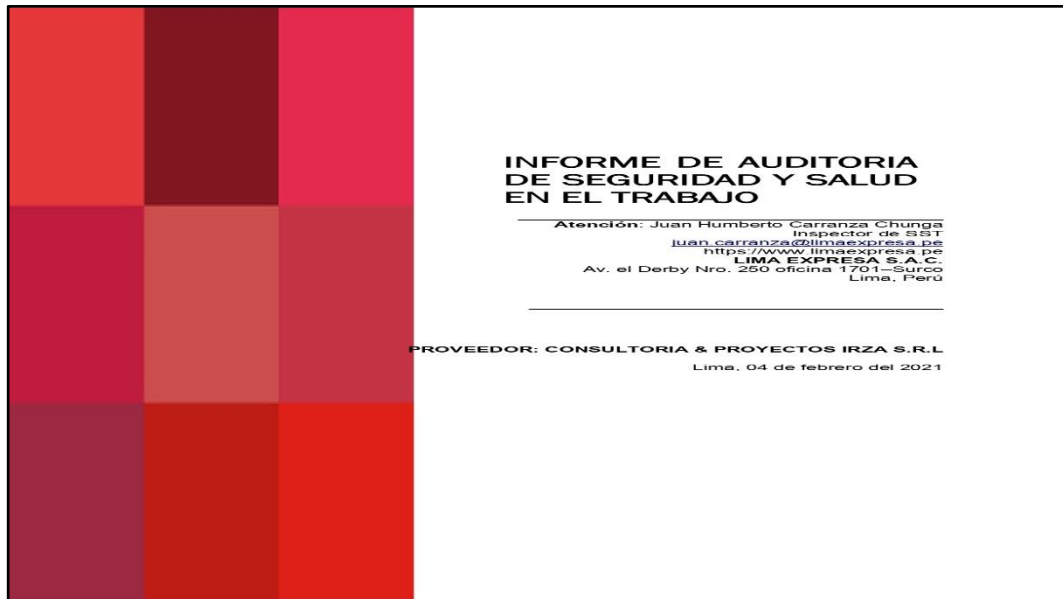 INFORME DE AUDITORIA
DE SEGURIDAD Y SALUD
EN EL TRABAJO
Atención: Juan Humberto Carranza Chunga
Inspector de SST
juan.carranza@limaexpresa.pe
https://www.limaexpresa.pe
LIMA EXPRESA S.A.C.
Av. el Derby Nro. 250 oficina 1701–Surco
Lima, Perú
PROVEEDOR: CONSULTORIA & PROYECTOS IRZA S.R.L
Lima, 04 de febrero del 2021